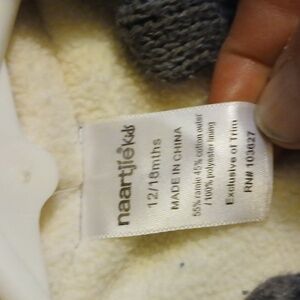 naartjie kids
12/18mths
MADE IN CHINA
55% ramie 45% cotton outer
/ 100% polyester lining
Exclusive of Trim
RN# 103627